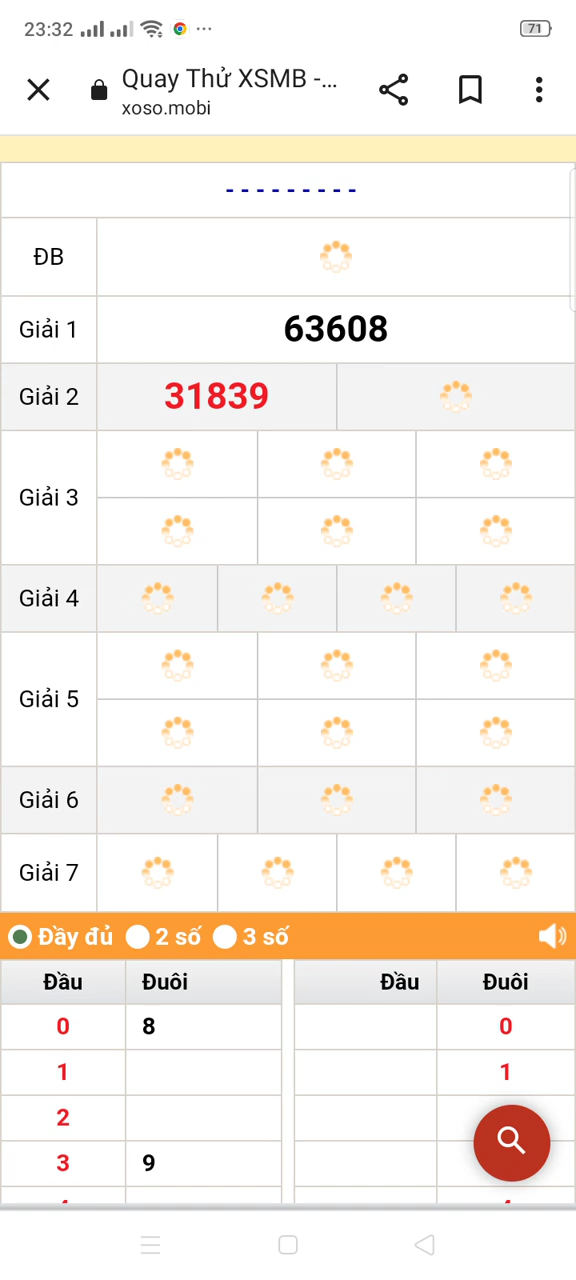 23:32
71
Quay Thử XSMB -...
xoso.mobi
---------
ĐB
Giải 1 63608
Giải 2 31839
Giải 3
Giải 4
Giải 5
Giải 6
Giải 7
Đầy đủ 2 số 3 số
Đầu Đuôi Đầu Đuôi
0 8 0
1 1
2
3 9